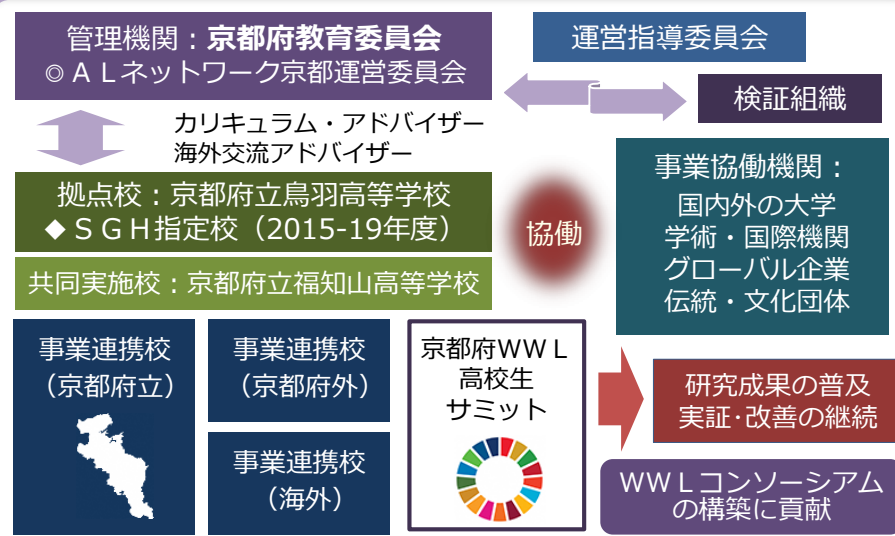 管理機関：京都府教育委員会
◎ＡＬネットワーク京都運営委員会
運営指導委員会
検証組織
カリキュラム・アドバイザー
海外交流アドバイザー
拠点校：京都府立鳥羽高等学校
◆ＳＧＨ指定校（2015-19年度）
共同実施校：京都府立福知山高等学校
協働
事業協働機関：
国内外の大学
学術・国際機関
グローバル企業
伝統・文化団体
事業連携校
（京都府立）
事業連携校
（京都府外）
事業連携校
（海外）
京都府WWＬ
高校生
サミット
研究成果の普及
実証･改善の継続
ＷＷＬコンソーシアム
の構築に貢献